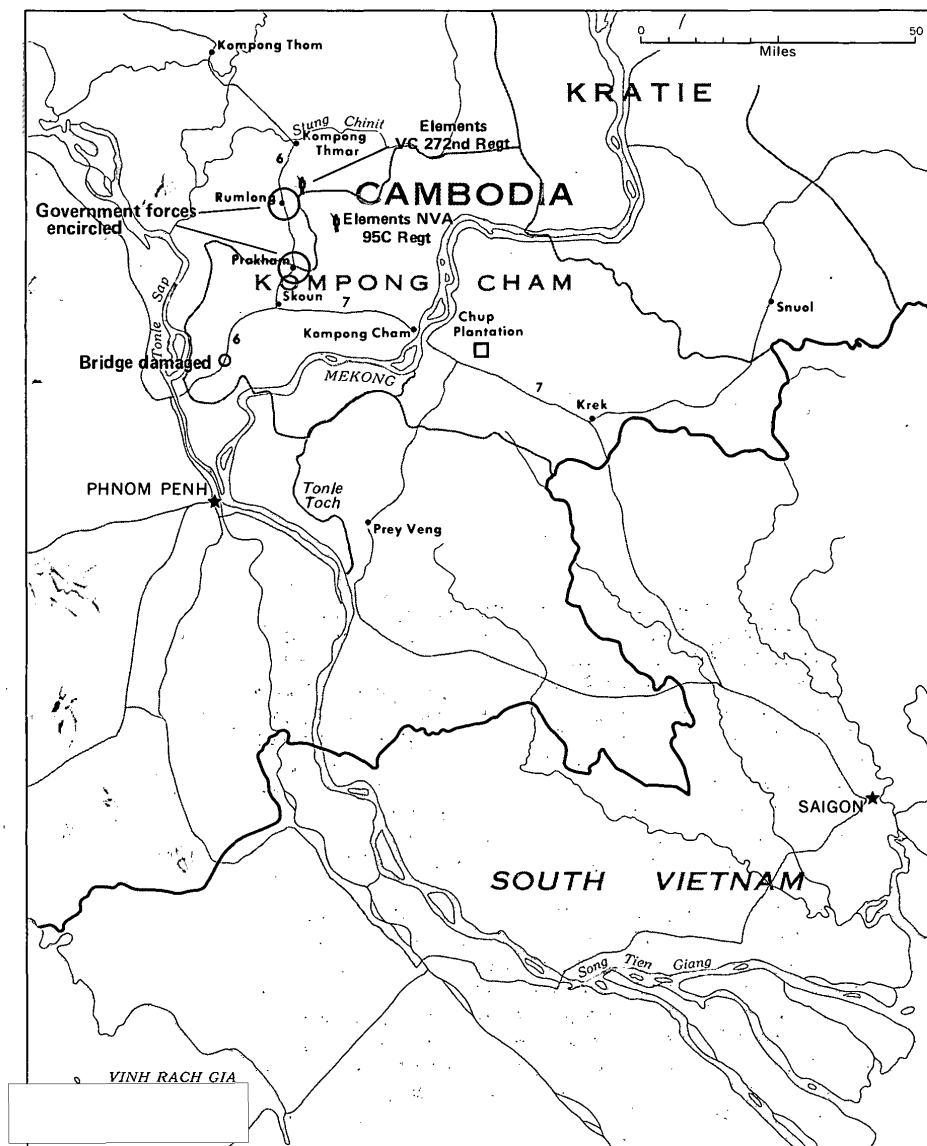 Kompong Thom
0
50
Miles
KRATIE
Slung Chinit
Elements
VC 272nd Regt
Kompong
Thmar
6
Rumlong
CAMBODIA
Government forces
encircled
Elements NVA
95C Regt
Prakham
KOMPONG CHAM
Skoun
7
Snuol
Tonle Sap
Kompong Cham
Chup
Plantation
6
Bridge damaged
MEKONG
7
Krek
PHNOM PENH
Tonle
Toch
Prey Veng
SAIGON
SOUTH VIETNAM
Song Tien Giang
VINH RACH GIA